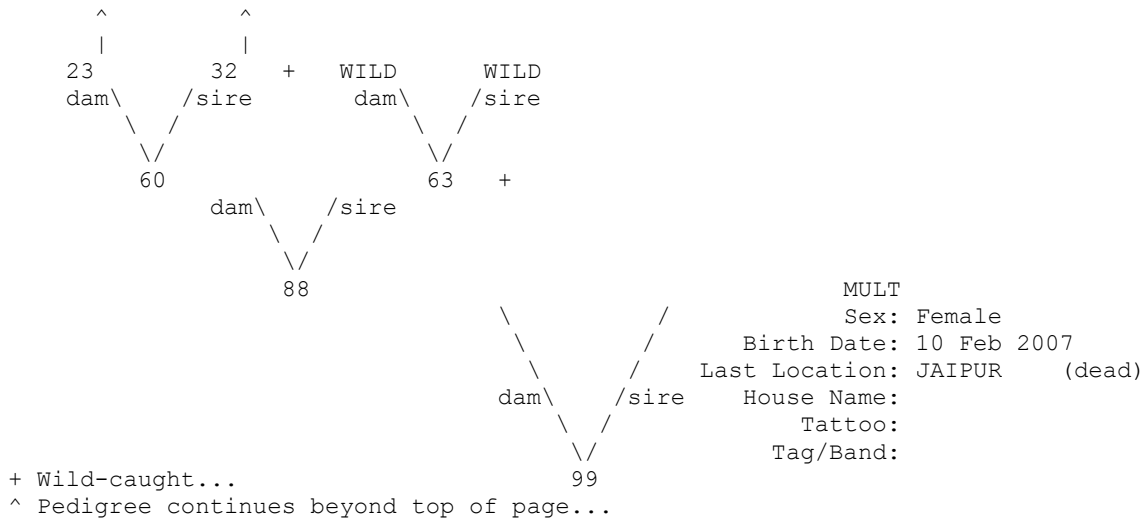 ^ ^
| |
23 32 + WILD WILD
dam\ /sire dam\ /sire
\ / \ /
\/ \/
60 63 +
dam\ /sire
\ /
\/
88 MULT
\ / Sex: Female
\ / Birth Date: 10 Feb 2007
\ / Last Location: JAIPUR (dead)
dam\ /sire House Name:
\ / Tattoo:
\/ Tag/Band:
+ Wild-caught... 99
^ Pedigree continues beyond top of page...